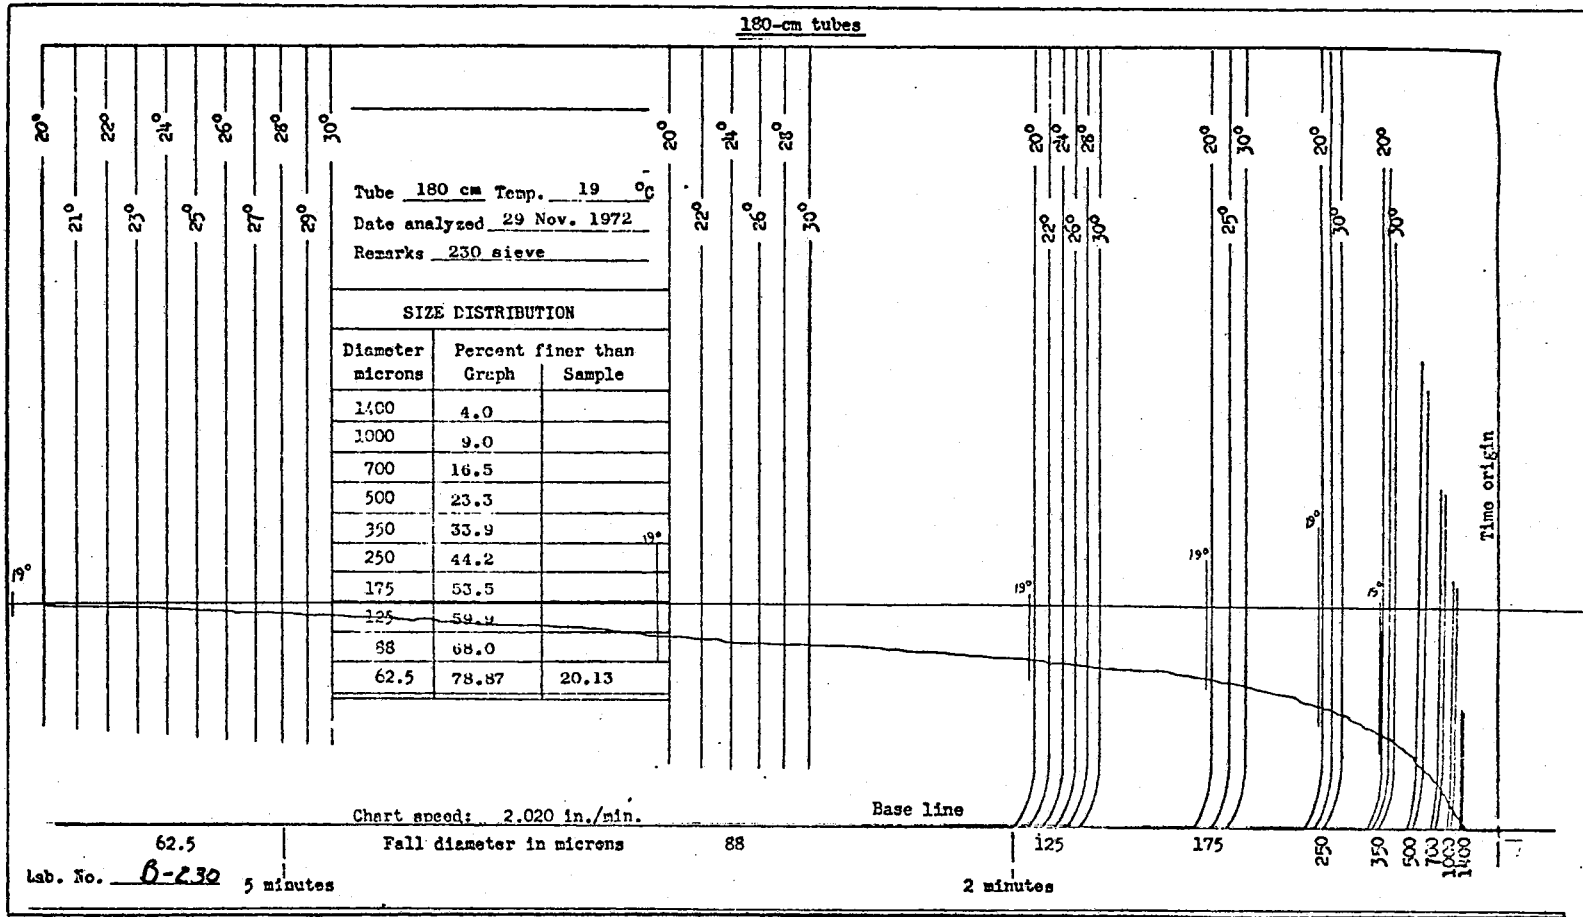 180-cm tubes
20° 22° 24° 26° 28° 30° 20° 24° 28° 20° 24° 28° 20° 30° 20° 20°
21° 23° 25° 27° 29° 22° 26° 30° 22° 26° 30° 25° 30° 30°
Tube 180 cm Temp. 19 °C
Date analyzed 29 Nov. 1972
Remarks 230 sieve
SIZE DISTRIBUTION
Diameter Percent finer than
microns Graph Sample
1400 4.0
1000 9.0
700 16.5
500 23.3
350 33.9
250 44.2
175 53.5
125 59.9
88 68.0
62.5 78.87 20.13
19° 19° 19° 19° 19° 19°
Time origin
Chart speed: 2.020 in./min.
Base line
62.5 Fall diameter in microns 88 125 175 250 350 500 700 1000 1400
Lab. No. B-230 5 minutes 2 minutes